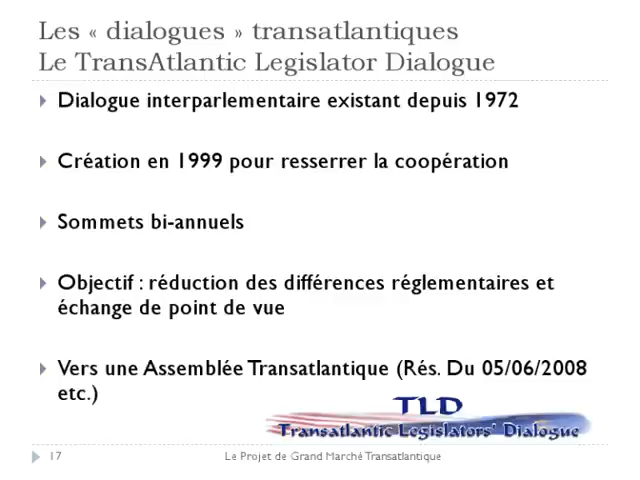 Les « dialogues » transatlantiques
Le TransAtlantic Legislator Dialogue
Dialogue interparlementaire existant depuis 1972
Création en 1999 pour resserrer la coopération
Sommets bi-annuels
Objectif : réduction des différences réglementaires et
échange de point de vue
Vers une Assemblée Transatlantique (Rés. Du 05/06/2008
etc.)
TLD
Transatlantic Legislators' Dialogue
17 Le Projet de Grand Marché Transatlantique